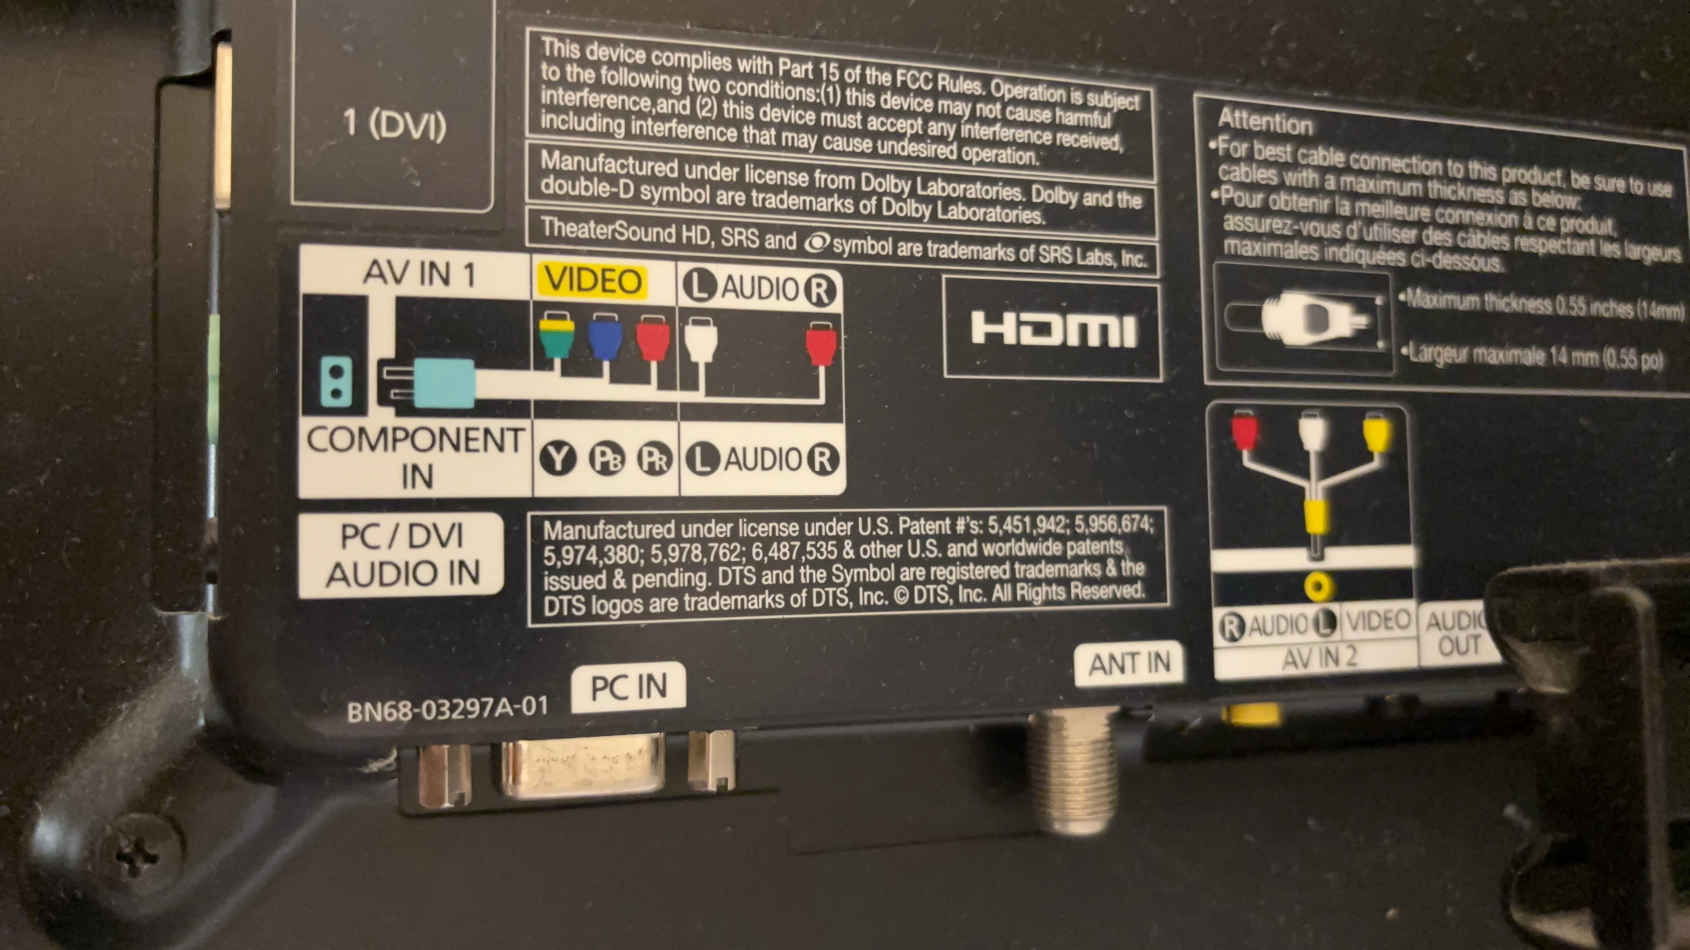 1 (DVI)
This device complies with Part 15 of the FCC Rules. Operation is subject
to the following two conditions:(1) this device may not cause harmful
interference,and (2) this device must accept any interference received,
including interference that may cause undesired operation.
Manufactured under license from Dolby Laboratories. Dolby and the
double-D symbol are trademarks of Dolby Laboratories.
TheaterSound HD, SRS and symbol are trademarks of SRS Labs, Inc.
Attention
•For best cable connection to this product, be sure to use
cables with a maximum thickness as below:
•Pour obtenir la meilleure connexion à ce produit,
assurez-vous d'utiliser des câbles respectant les largeurs
maximales indiquées ci-dessous.
•Maximum thickness 0.55 inches (14mm)
•Largeur maximale 14 mm (0.55 po)
AV IN 1
VIDEO
L AUDIO R
HDMI
COMPONENT
IN
Y PB PR
L AUDIO R
PC / DVI
AUDIO IN
Manufactured under license under U.S. Patent #'s: 5,451,942; 5,956,674;
5,974,380; 5,978,762; 6,487,535 & other U.S. and worldwide patents
issued & pending. DTS and the Symbol are registered trademarks & the
DTS logos are trademarks of DTS, Inc. © DTS, Inc. All Rights Reserved.
R AUDIO L VIDEO
AV IN 2
AUDIO
OUT
ANT IN
PC IN
BN68-03297A-01